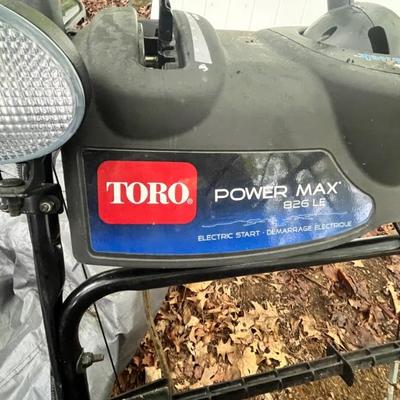 TORO
POWER MAX
826 LE
ELECTRIC START · DÉMARRAGE ÉLECTRIQUE